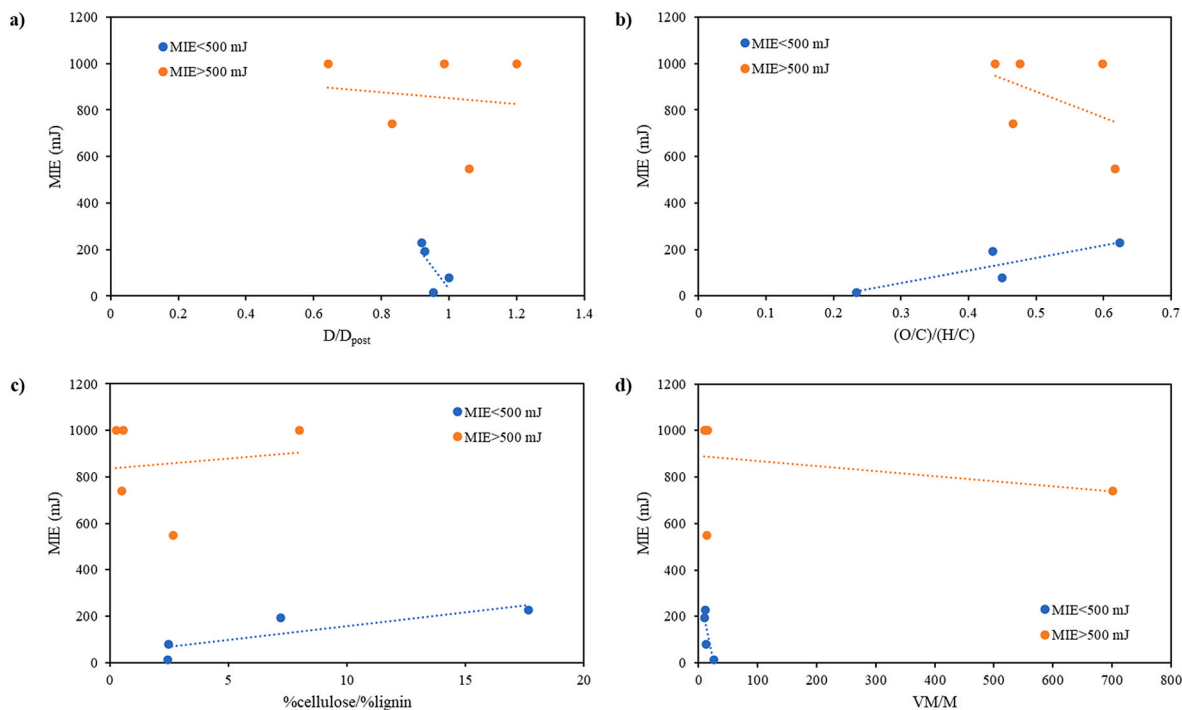 a)
1200
1000
800
600
400
200
0
MIE (mJ)
MIE<500 mJ
MIE>500 mJ
0 0.2 0.4 0.6 0.8 1 1.2 1.4
D/Dpost
b)
1200
1000
800
600
400
200
0
MIE (mJ)
MIE<500 mJ
MIE>500 mJ
0 0.1 0.2 0.3 0.4 0.5 0.6 0.7
(O/C)/(H/C)
c)
1200
1000
800
600
400
200
0
MIE (mJ)
MIE<500 mJ
MIE>500 mJ
0 5 10 15 20
%cellulose/%lignin
d)
1200
1000
800
600
400
200
0
MIE (mJ)
MIE<500 mJ
MIE>500 mJ
0 100 200 300 400 500 600 700 800
VM/M